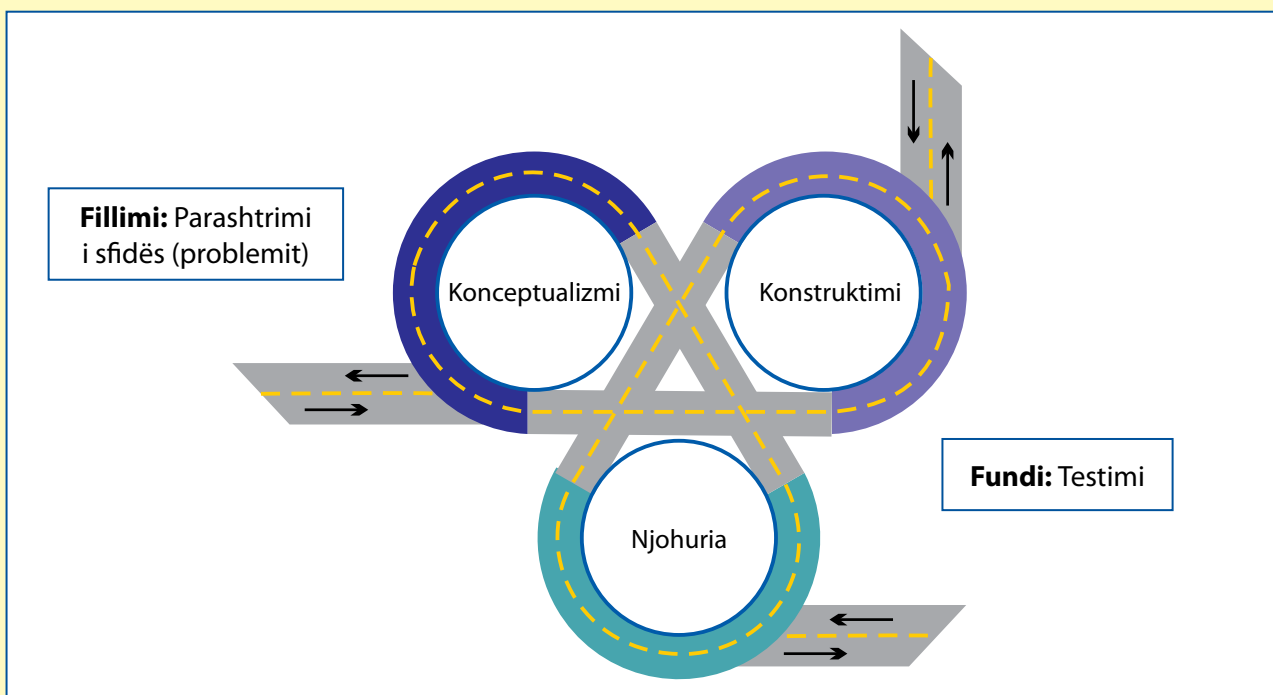 Fillimi: Parashtrimi
i sfidës (problemit)
Konceptualizmi
Konstruktimi
Fundi: Testimi
Njohuria